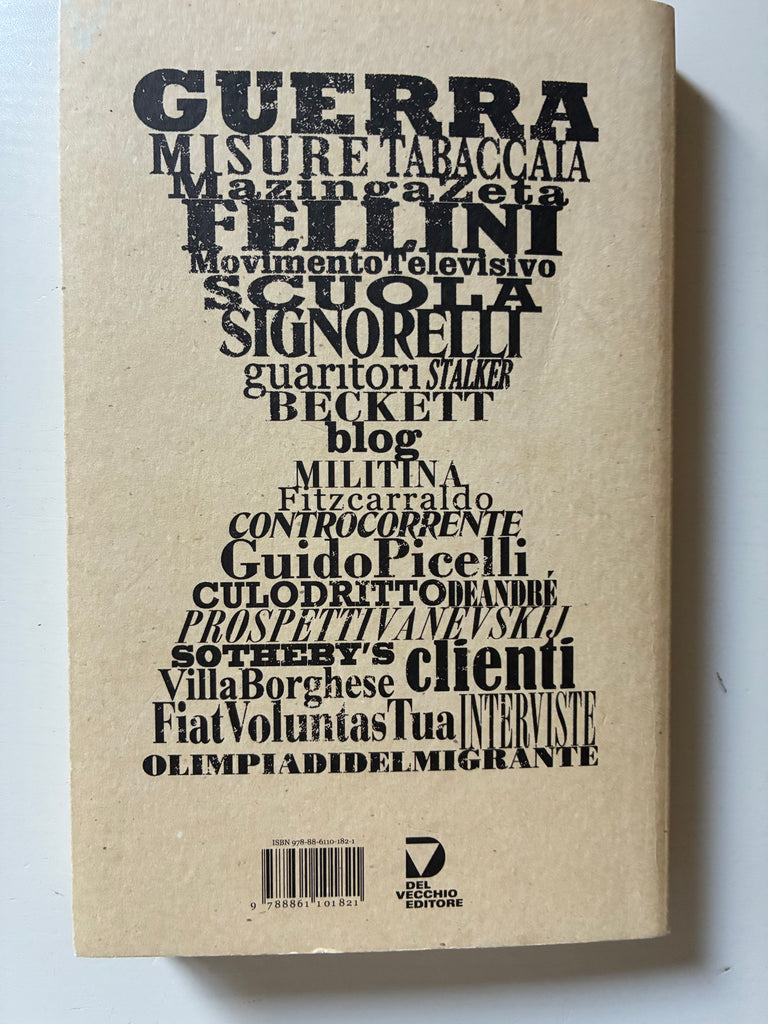 GUERRA
MISURE TABACCAIA
MazingaZeta
FELLINI
MovimentoTelevisivo
SCUOLA
SIGNORELLI
guaritori STALKER
BECKETT
blog
MILITINA
Fitzcarraldo
CONTROCORRENTE
GuidoPicelli
CULODRITTODEANDRÉ
PROSPETTIVANEVSKIJ
SOTHEBY'S clienti
VillaBorghese
FiatVoluntasTua INTERVISTE
OLIMPIADIDELMIGRANTE
ISBN 978-88-6110-182-1
9 788861 101821
DEL
VECCHIO
EDITORE